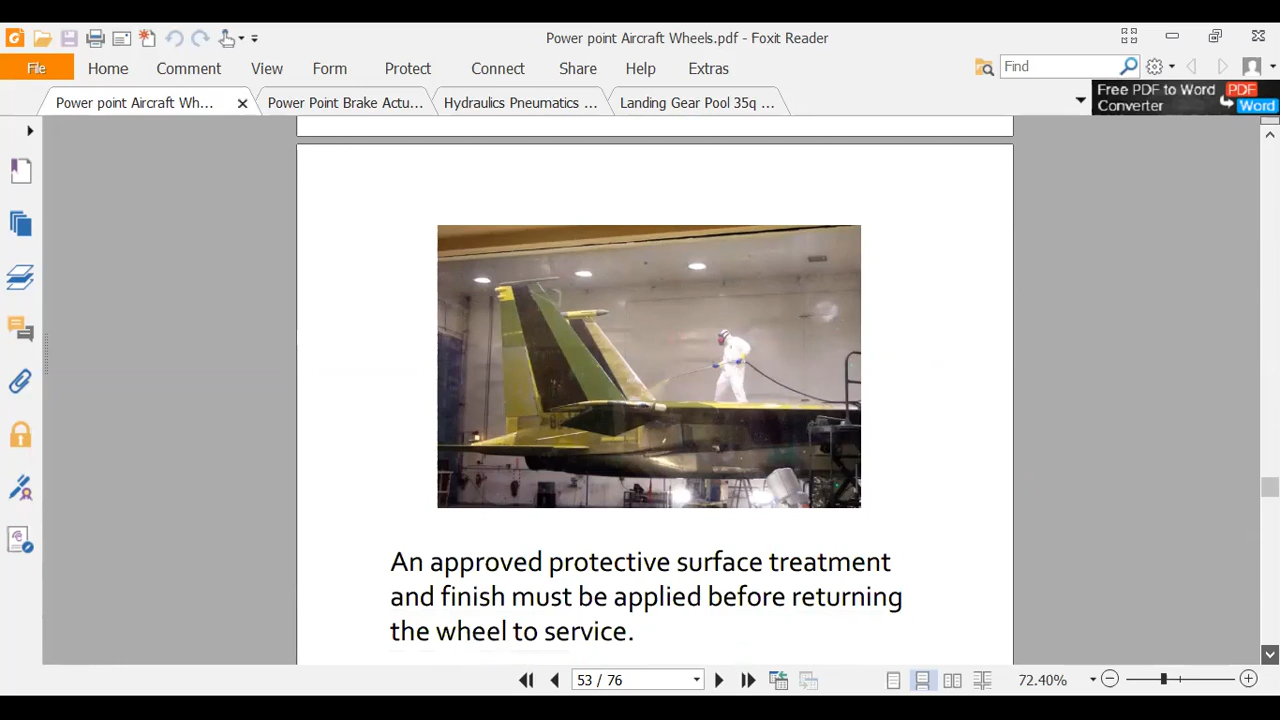 Power point Aircraft Wheels.pdf - Foxit Reader
File Home Comment View Form Protect Connect Share Help Extras Find
Power point Aircraft Wh... Power Point Brake Actu... Hydraulics Pneumatics ... Landing Gear Pool 35q ...
Free PDF to Word PDF
Converter Word
An approved protective surface treatment
and finish must be applied before returning
the wheel to service.
53 / 76 72.40%